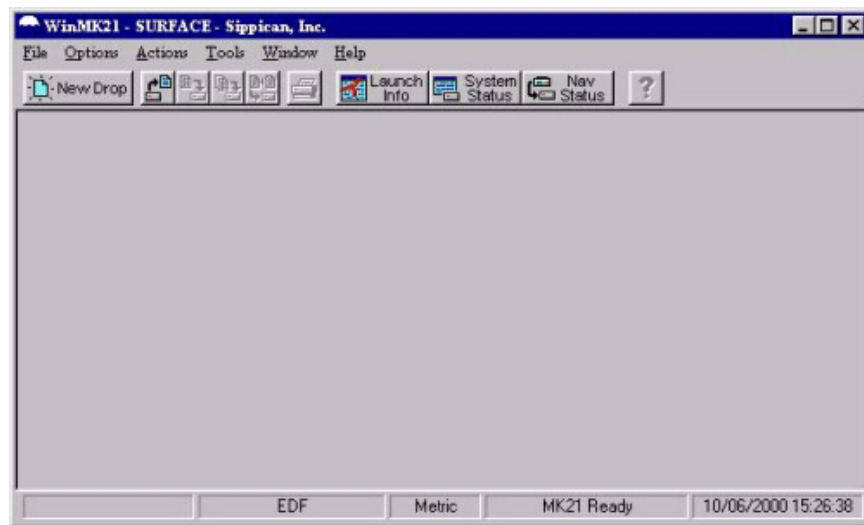 WinMK21 - SURFACE - Sippican, Inc.
File Options Actions Tools Window Help
New Drop Launch Info System Status Nav Status ?
EDF Metric MK21 Ready 10/06/2000 15:26:38